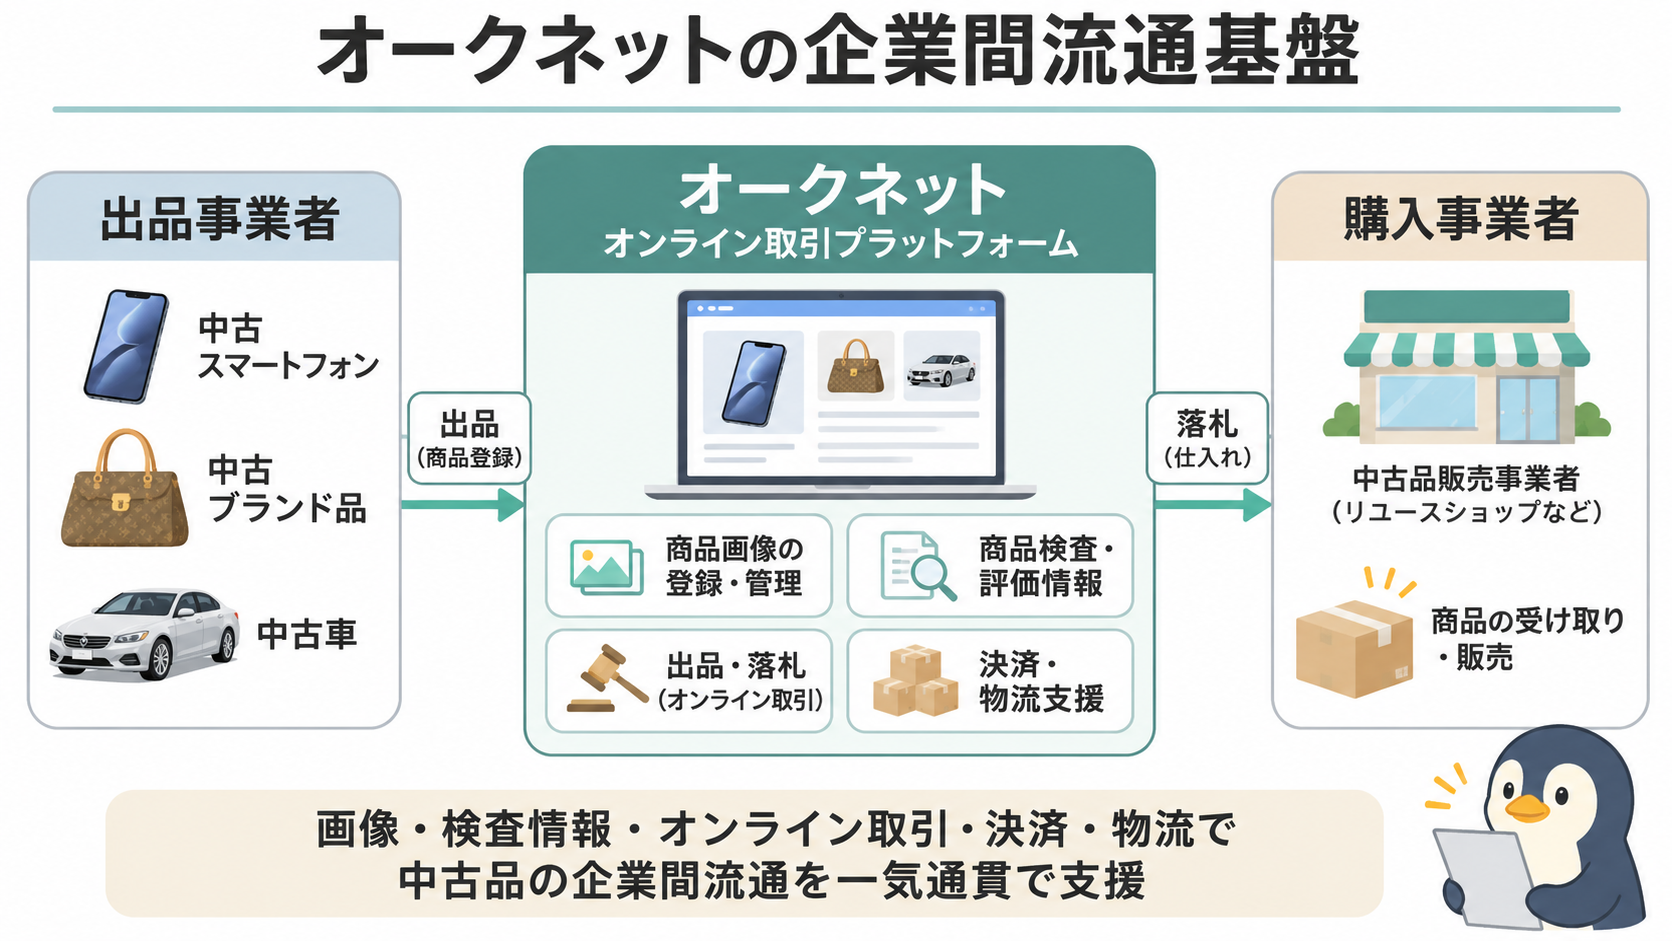 オークネットの企業間流通基盤
出品事業者
中古
スマートフォン
中古
ブランド品
中古車
出品
（商品登録）
オークネット
オンライン取引プラットフォーム
商品画像の
登録・管理
商品検査・
評価情報
出品・落札
（オンライン取引）
決済・
物流支援
落札
（仕入れ）
購入事業者
中古品販売事業者
（リユースショップなど）
商品の受け取り
・販売
画像・検査情報・オンライン取引・決済・物流で
中古品の企業間流通を一気通貫で支援